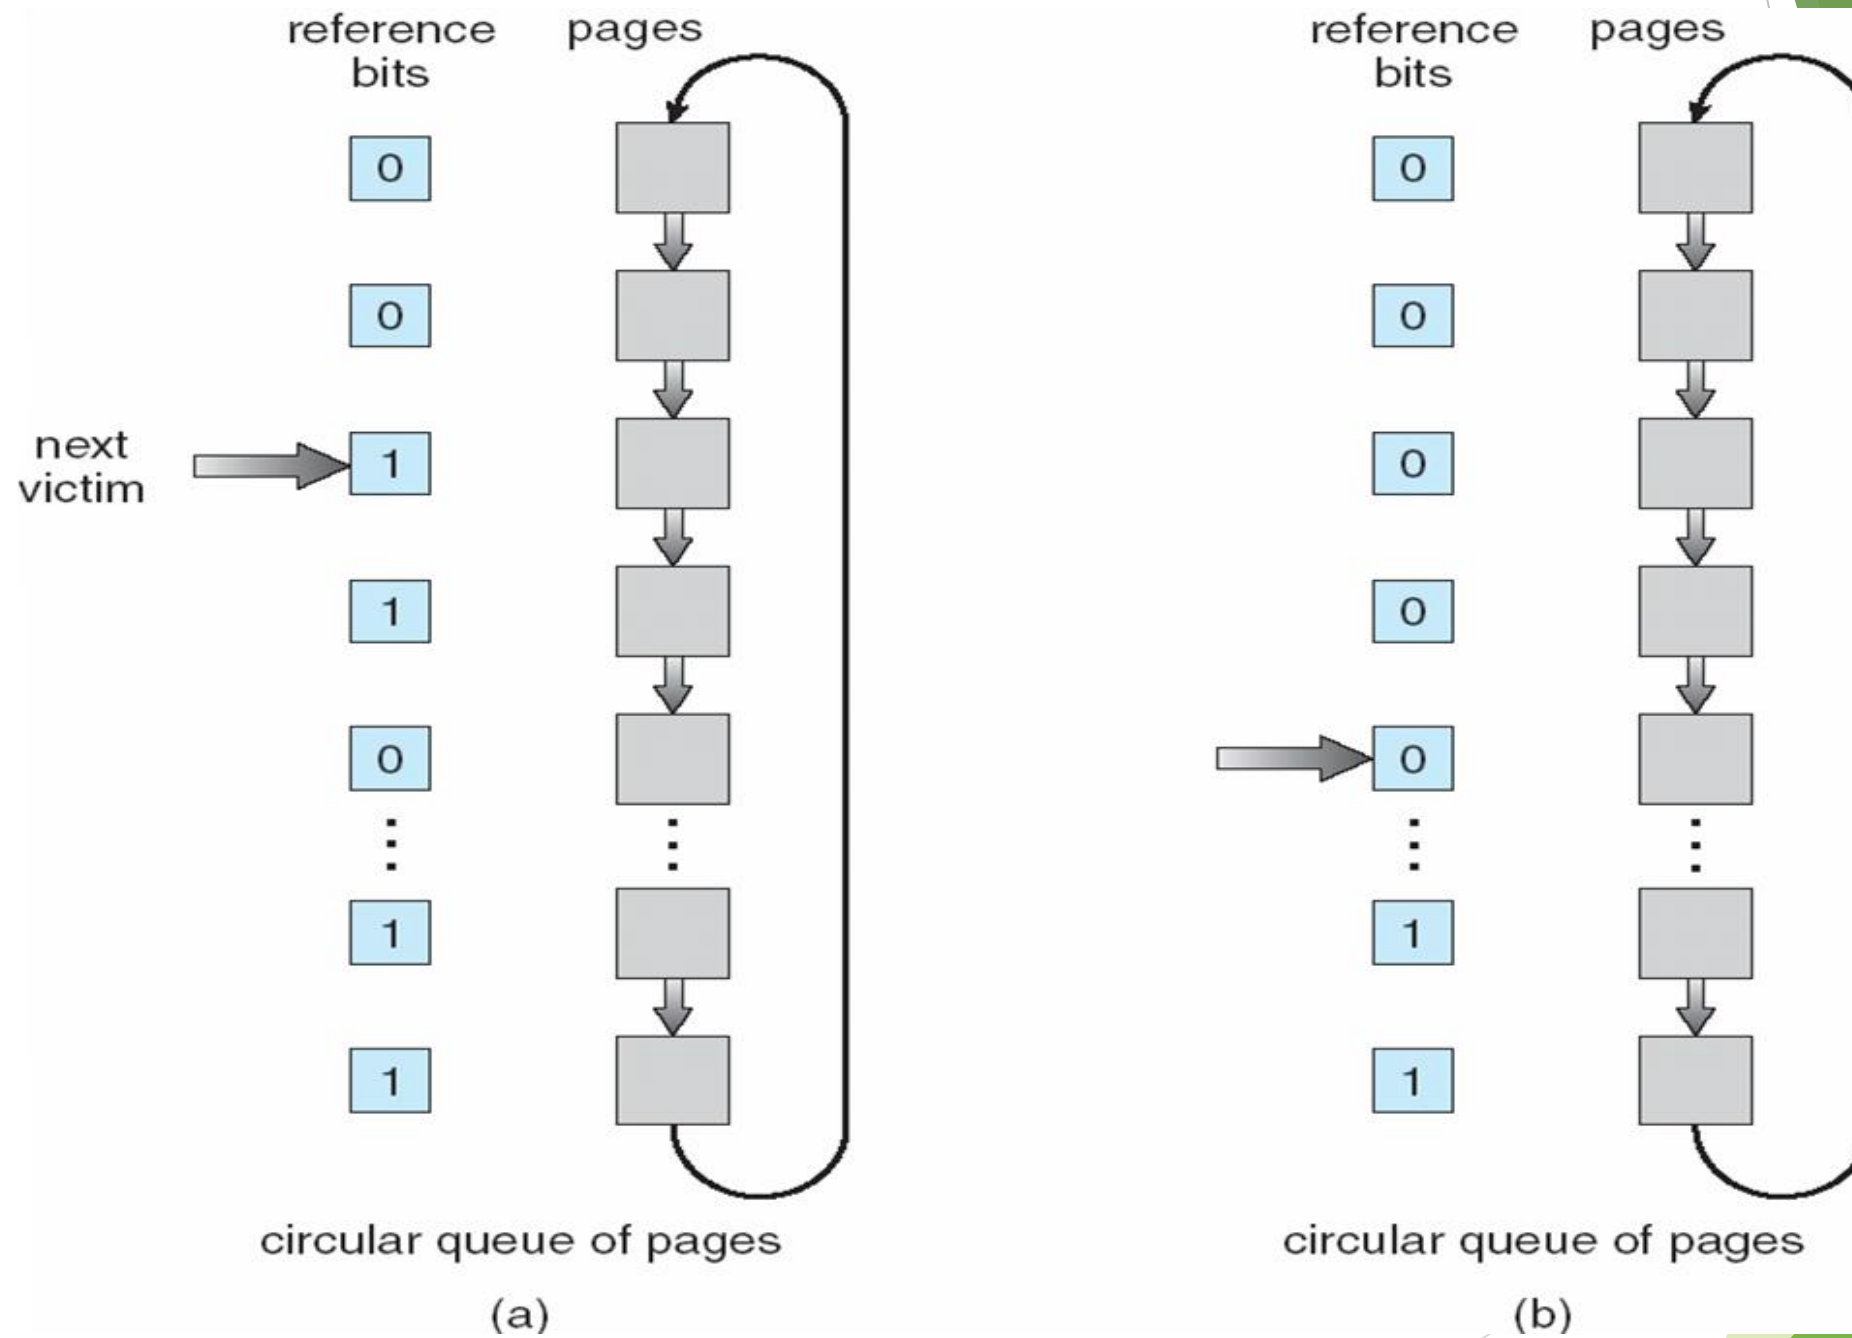 reference
bits
pages
0
0
next
victim
1
1
0
1
1
circular queue of pages
(a)
reference
bits
pages
0
0
0
0
0
1
1
circular queue of pages
(b)